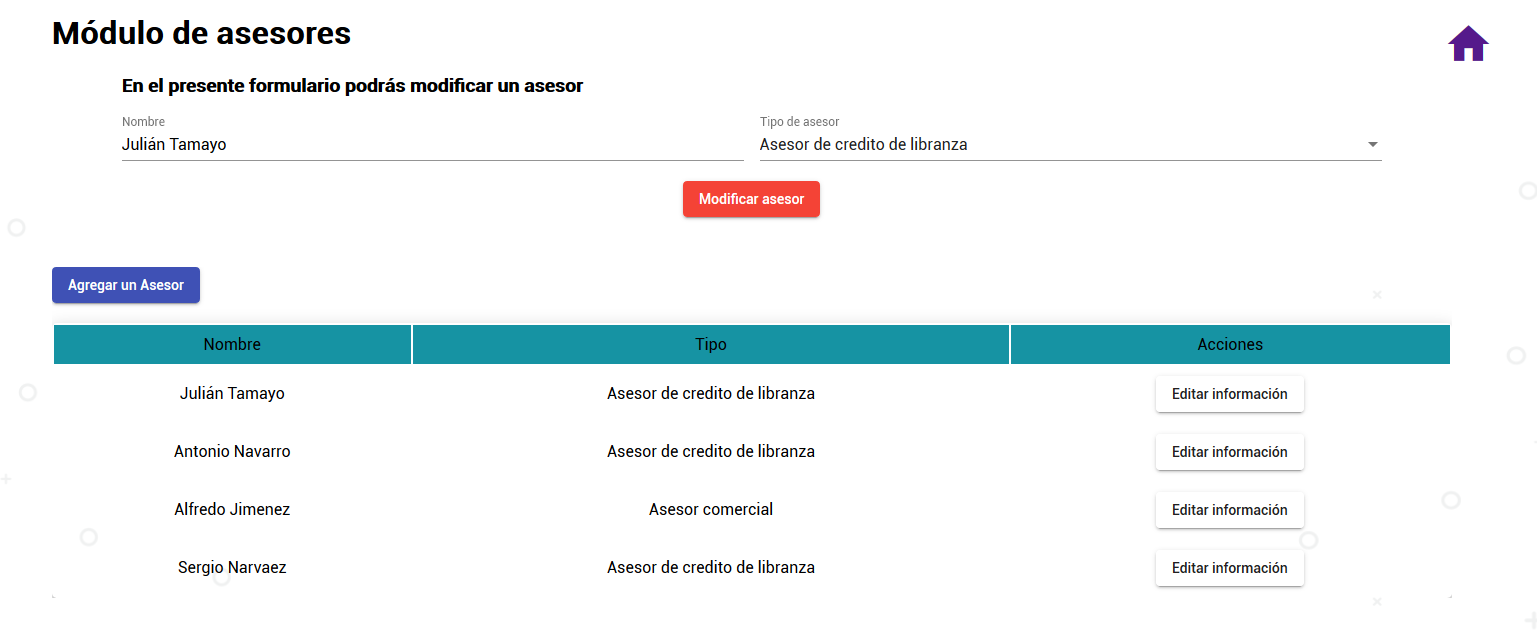 Módulo de asesores
En el presente formulario podrás modificar un asesor
Nombre Tipo de asesor
Julián Tamayo Asesor de credito de libranza
Modificar asesor
Agregar un Asesor
Nombre Tipo Acciones
Julián Tamayo Asesor de credito de libranza Editar información
Antonio Navarro Asesor de credito de libranza Editar información
Alfredo Jimenez Asesor comercial Editar información
Sergio Narvaez Asesor de credito de libranza Editar información